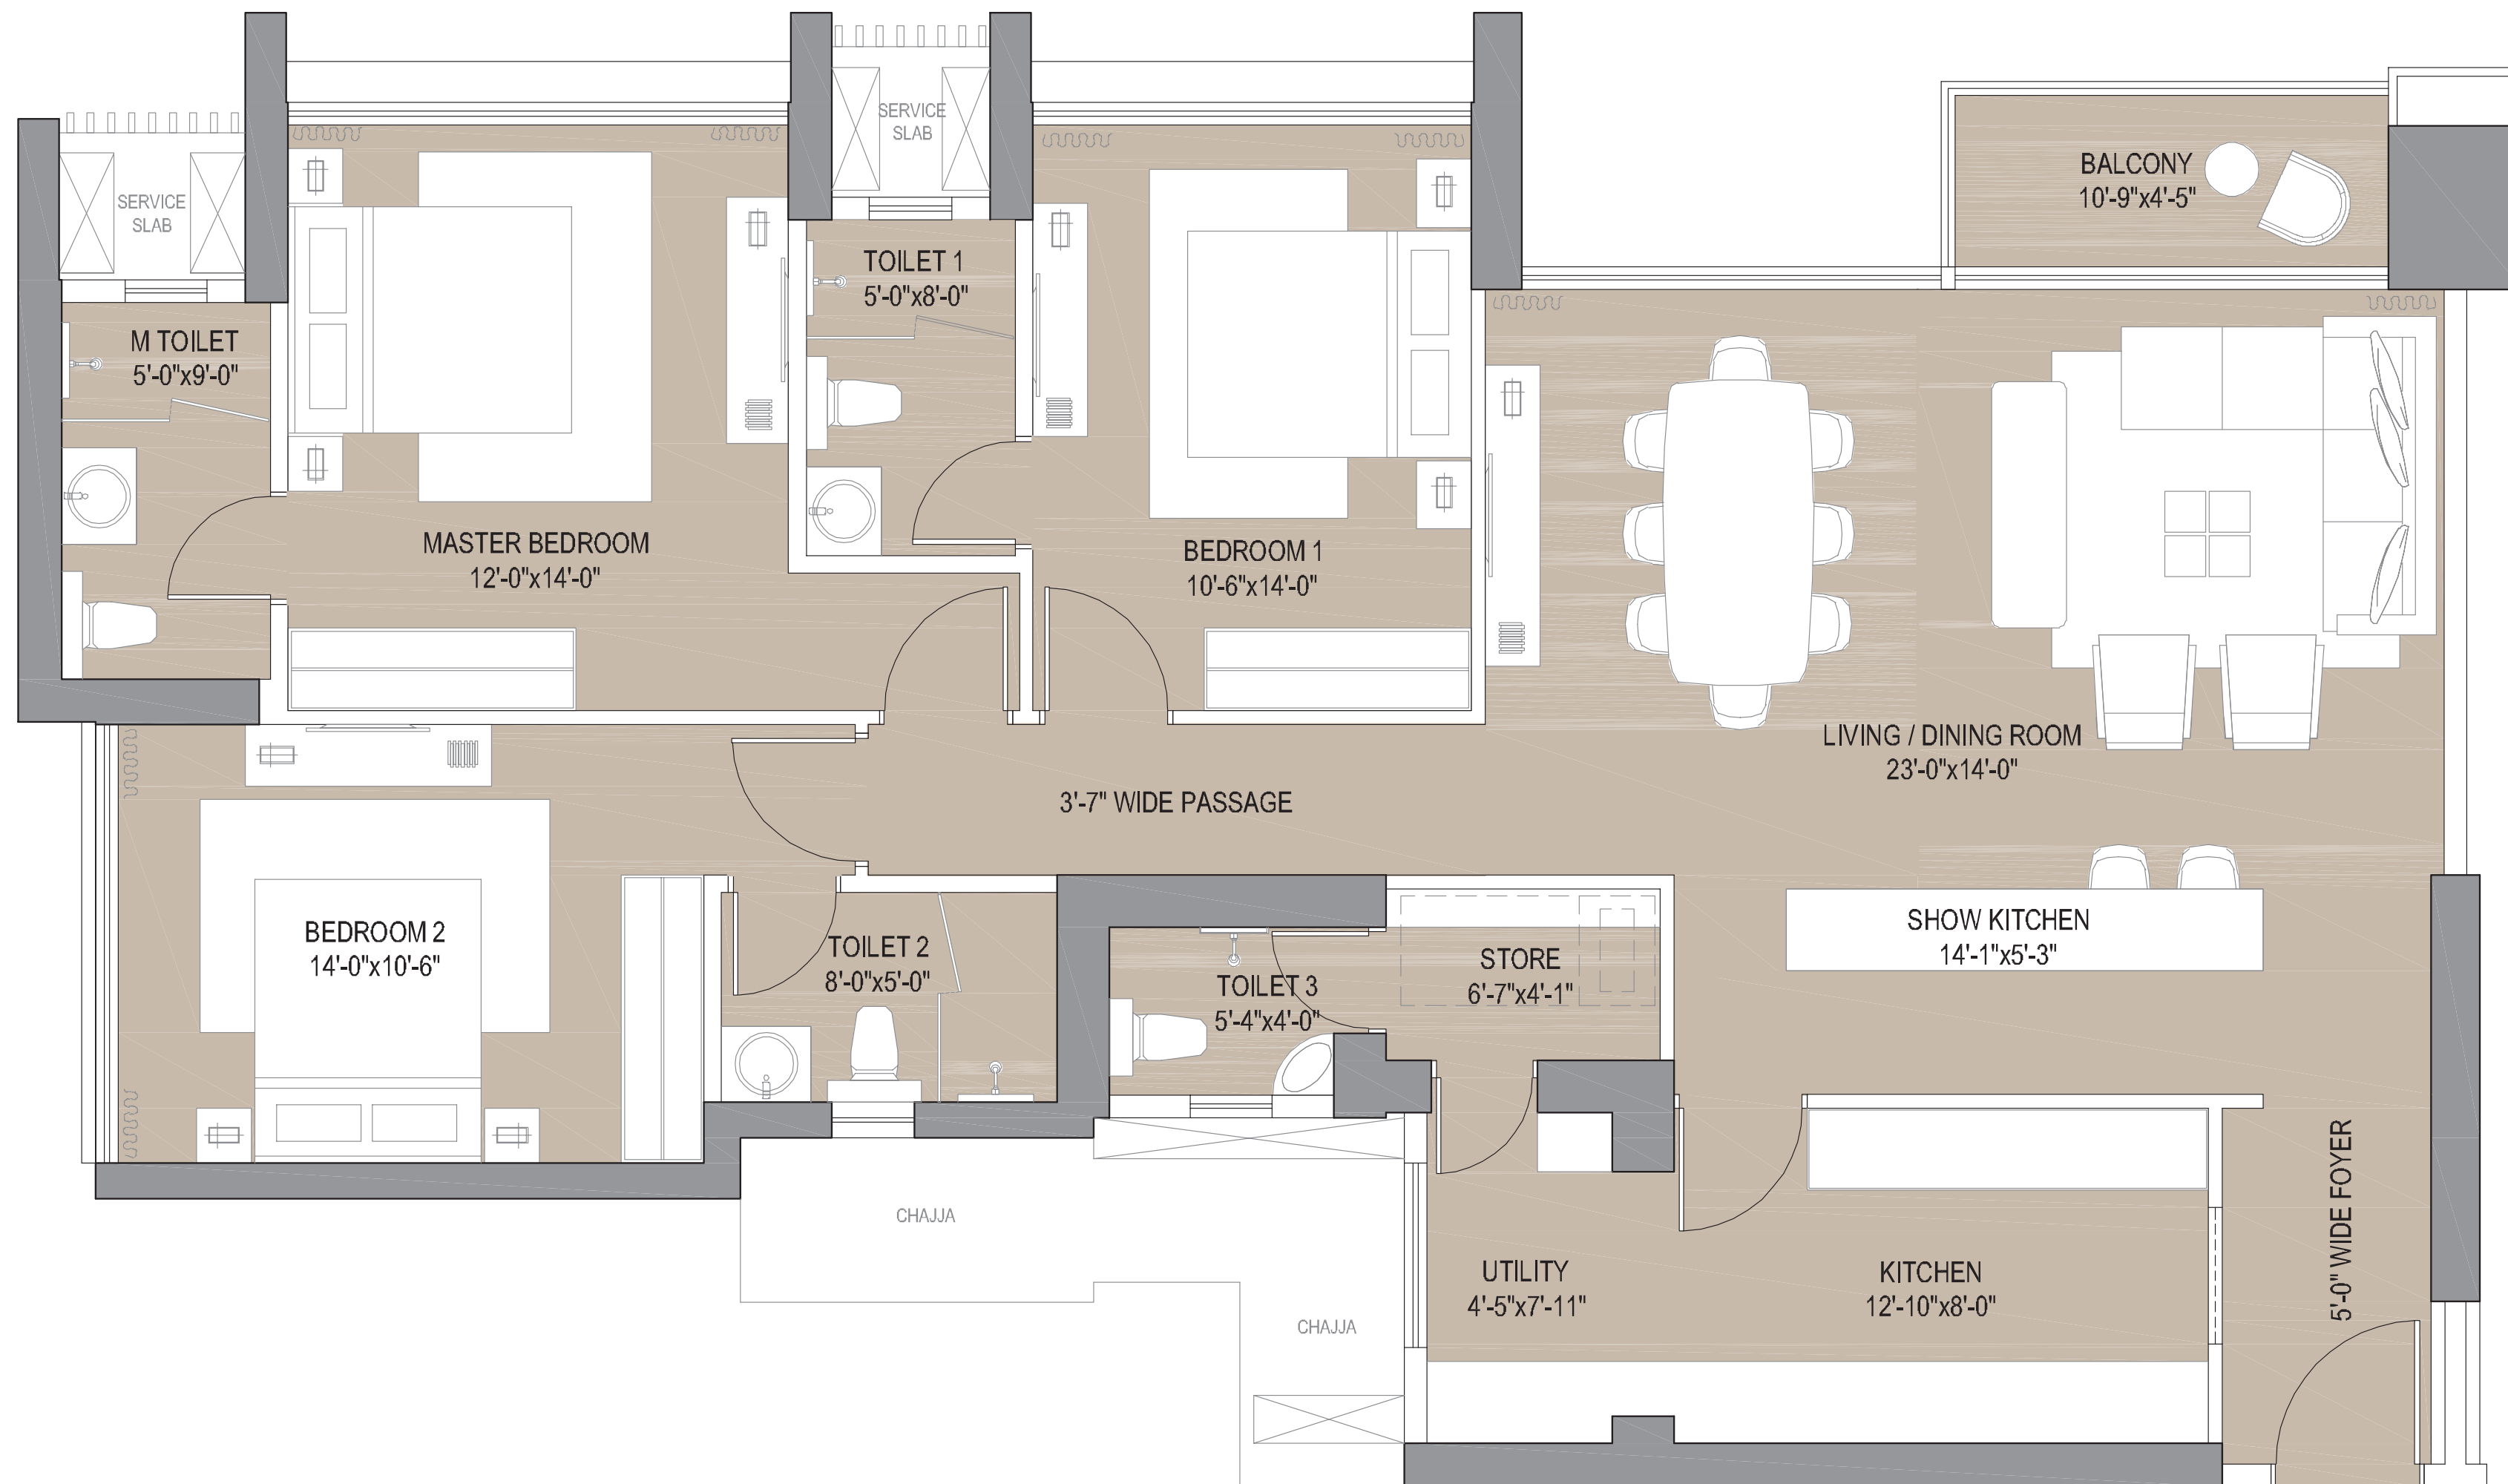 SERVICE
SLAB
SERVICE
SLAB
BALCONY
10'-9"x4'-5"
M TOILET
5'-0"x9'-0"
TOILET 1
5'-0"x8'-0"
MASTER BEDROOM
12'-0"x14'-0"
BEDROOM 1
10'-6"x14'-0"
LIVING / DINING ROOM
23'-0"x14'-0"
3'-7" WIDE PASSAGE
BEDROOM 2
14'-0"x10'-6"
TOILET 2
8'-0"x5'-0"
TOILET 3
5'-4"x4'-0"
STORE
6'-7"x4'-1"
SHOW KITCHEN
14'-1"x5'-3"
CHAJJA
CHAJJA
UTILITY
4'-5"x7'-11"
KITCHEN
12'-10"x8'-0"
5'-0" WIDE FOYER